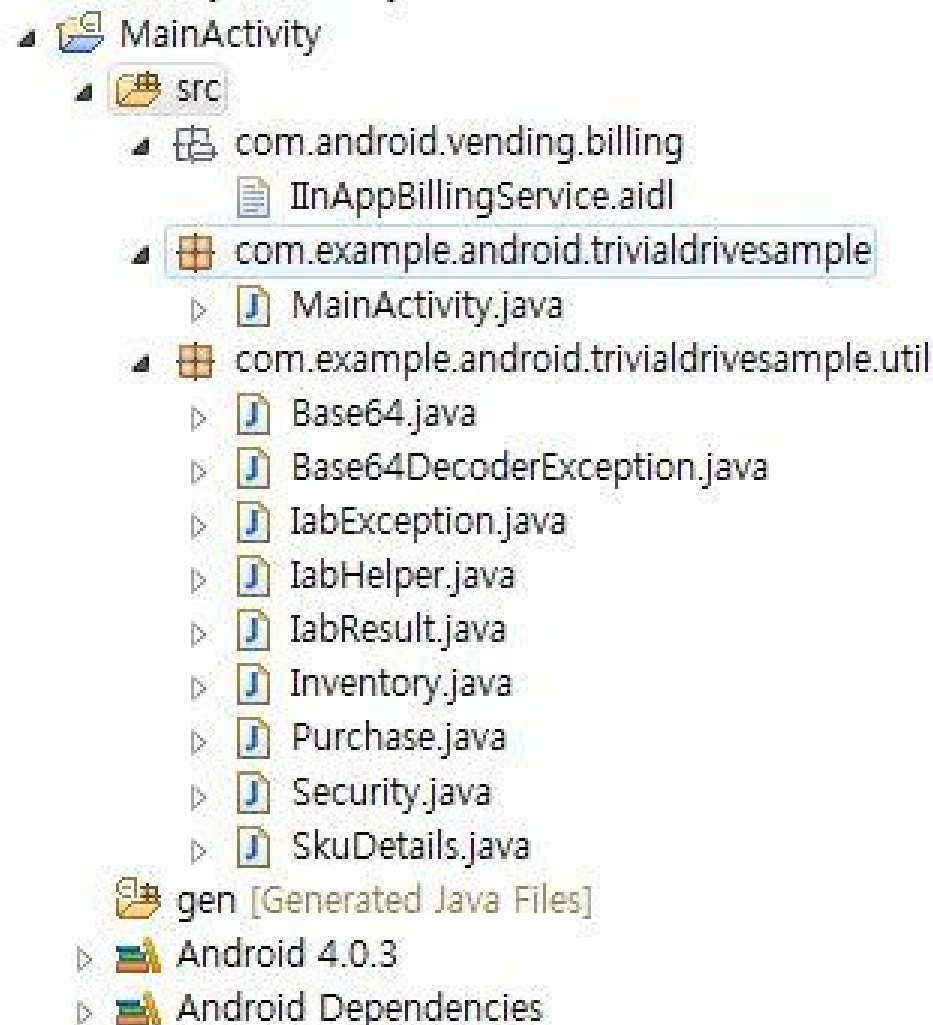 MainActivity
src
com.android.vending.billing
IInAppBillingService.aidl
com.example.android.trivialdrivesample
MainActivity.java
com.example.android.trivialdrivesample.util
Base64.java
Base64DecoderException.java
IabException.java
IabHelper.java
IabResult.java
Inventory.java
Purchase.java
Security.java
SkuDetails.java
gen [Generated Java Files]
Android 4.0.3
Android Dependencies